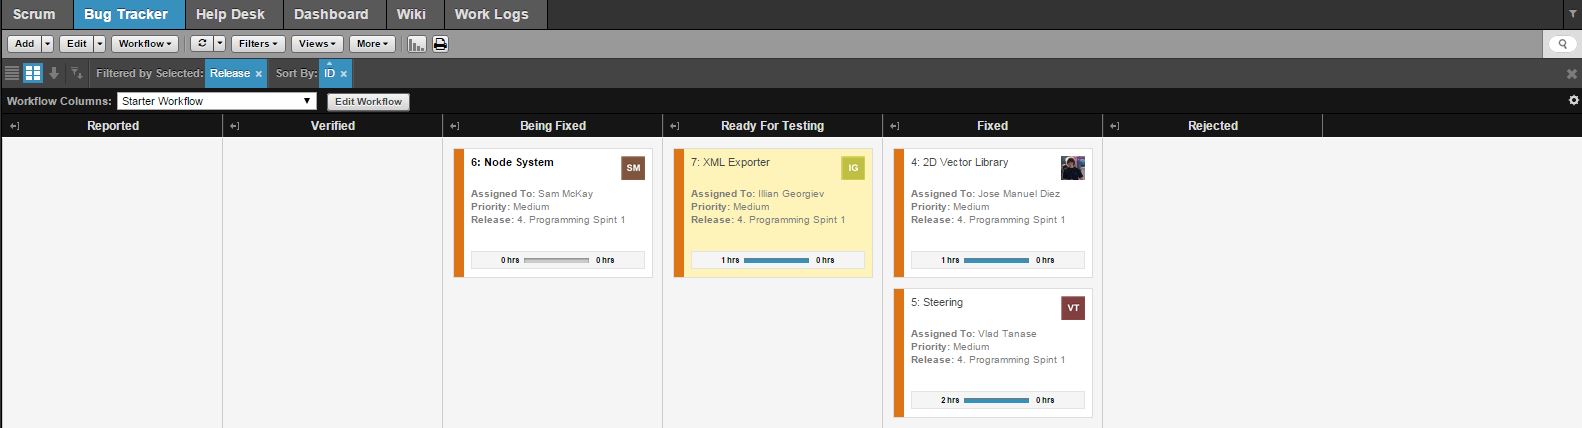 Scrum Bug Tracker Help Desk Dashboard Wiki Work Logs
Add Edit Workflow Filters Views More
Filtered by Selected: Release × Sort By: ID ×
Workflow Columns: Starter Workflow Edit Workflow
Reported Verified Being Fixed Ready For Testing Fixed Rejected
6: Node System
SM
Assigned To: Sam McKay
Priority: Medium
Release: 4. Programming Spint 1
0 hrs 0 hrs
7: XML Exporter
IG
Assigned To: Illian Georgiev
Priority: Medium
Release: 4. Programming Spint 1
1 hrs 0 hrs
4: 2D Vector Library
Assigned To: Jose Manuel Diez
Priority: Medium
Release: 4. Programming Spint 1
1 hrs 0 hrs
5: Steering
VT
Assigned To: Vlad Tanase
Priority: Medium
Release: 4. Programming Spint 1
2 hrs 0 hrs